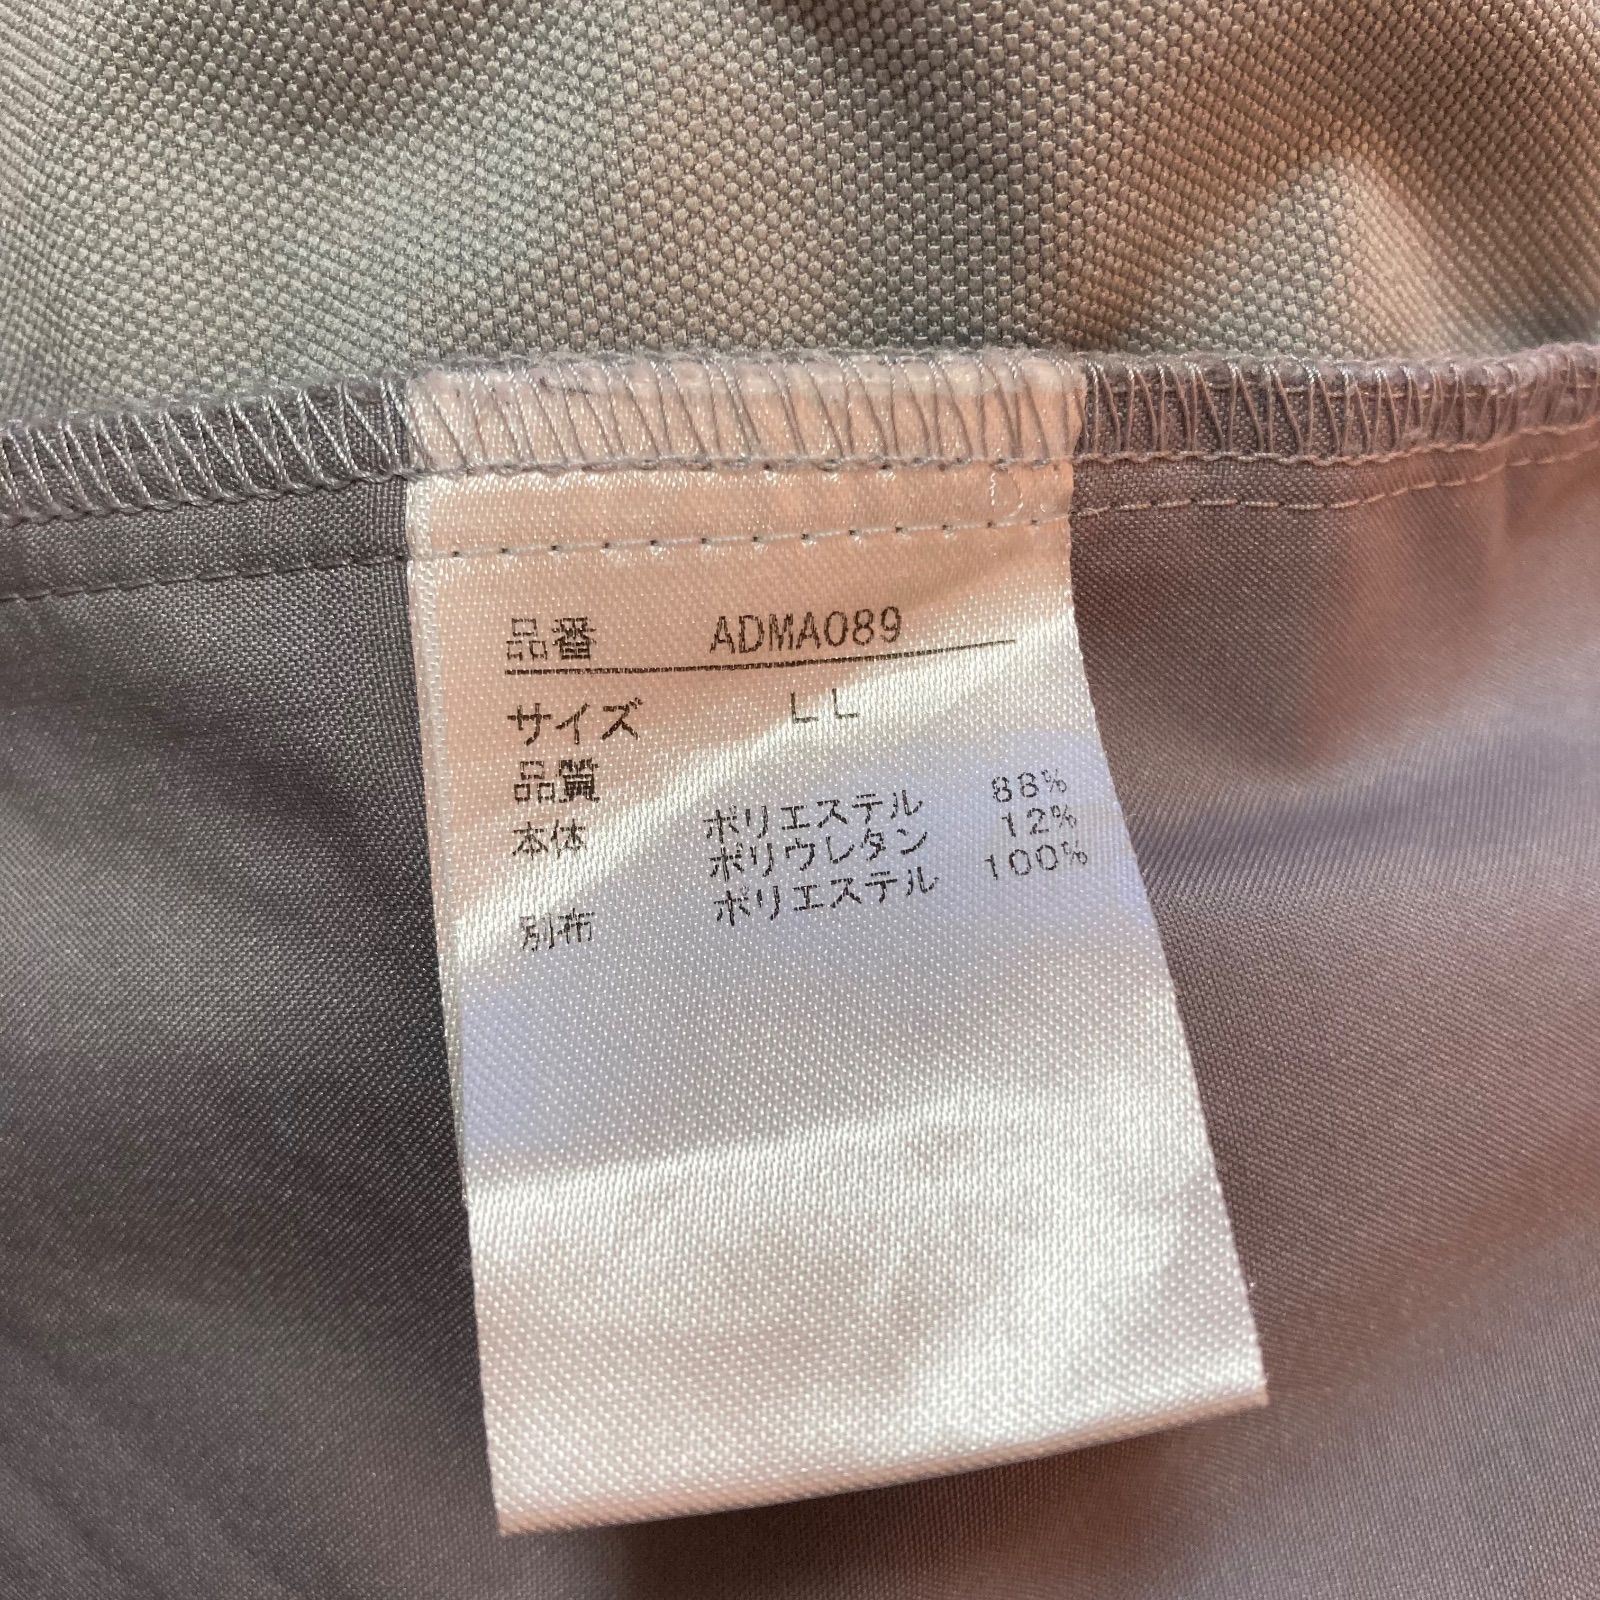 品番 ADMA089
サイズ LL
品質
本体 ポリエステル 88%
ポリウレタン 12%
別布 ポリエステル 100%